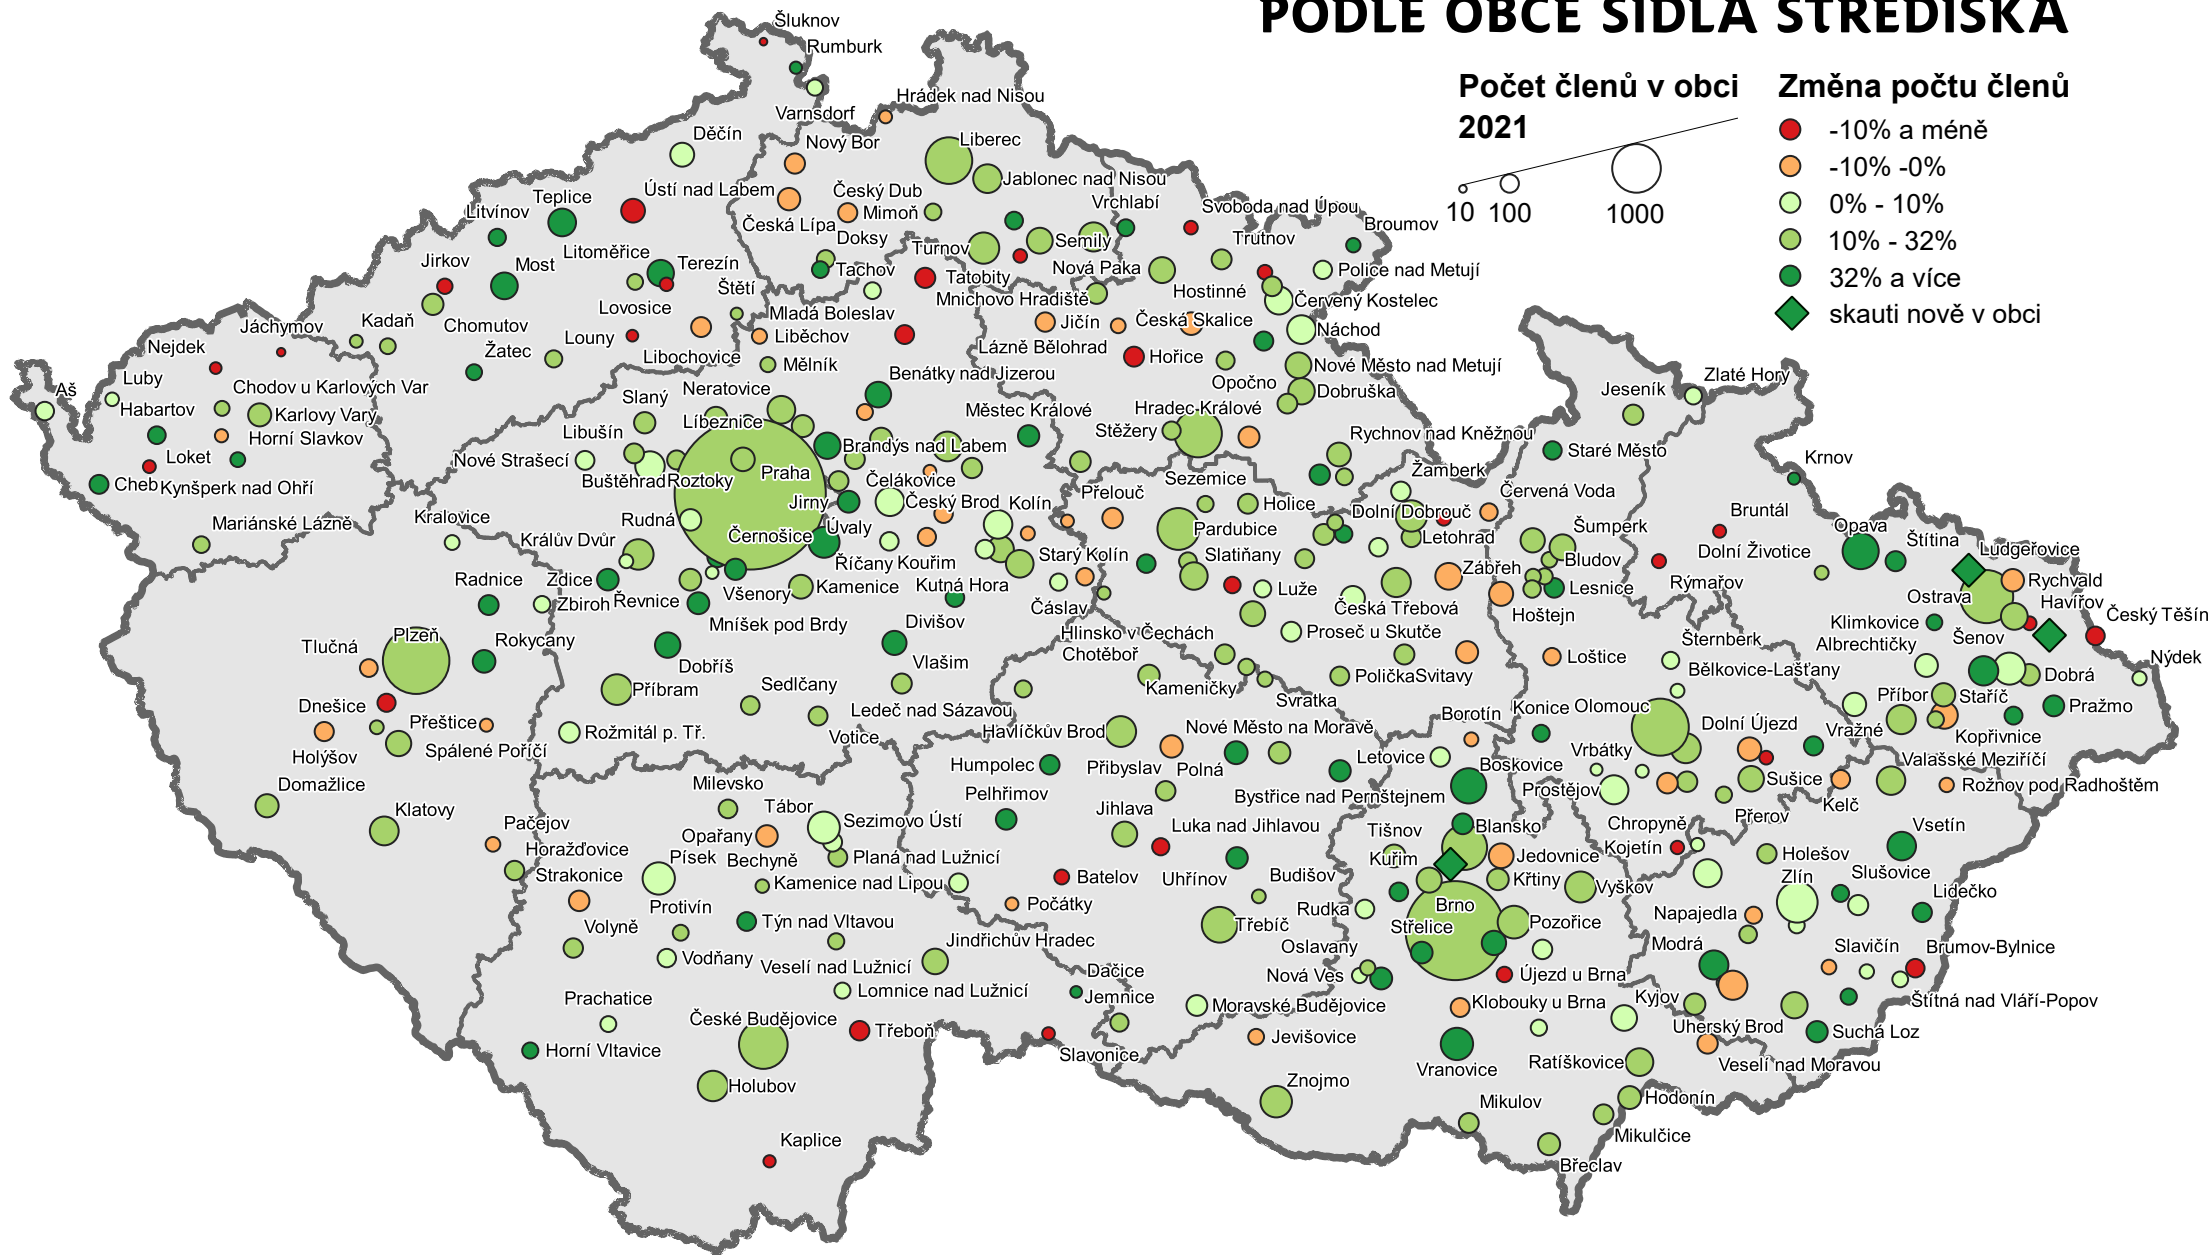 PODLE OBCE SÍDLA STŘEDISKA
Počet členů v obci
2021
10 100 1000
Změna počtu členů
-10% a méně
-10% -0%
0% - 10%
10% - 32%
32% a více
skauti nově v obci
Šluknov
Rumburk
Varnsdorf
Hrádek nad Nisou
Děčín
Nový Bor
Liberec
Jablonec nad Nisou
Teplice
Ústí nad Labem
Český Dub
Mimoň
Česká Lípa
Vrchlabí
Svoboda nad Úpou
Broumov
Litvínov
Litoměřice
Doksy
Turnov
Semily
Trutnov
Jirkov
Most
Terezín
Tachov
Tatobity
Nová Paka
Police nad Metují
Štětí
Mnichovo Hradiště
Hostinné
Červený Kostelec
Lovosice
Mladá Boleslav
Jičín
Česká Skalice
Náchod
Jáchymov
Kadaň
Chomutov
Louny
Liběchov
Lázně Bělohrad
Hořice
Nejdek
Žatec
Libochovice
Mělník
Nové Město nad Metují
Aš
Luby
Chodov u Karlových Var
Neratovice
Benátky nad Jizerou
Opočno
Dobruška
Jeseník
Zlaté Hory
Habartov
Karlovy Vary
Slaný
Líbeznice
Městec Králové
Hradec Králové
Horní Slavkov
Libušín
Stěžery
Rychnov nad Kněžnou
Loket
Nové Strašecí
Brandýs nad Labem
Staré Město
Krnov
Cheb
Kynšperk nad Ohří
Buštěhrad
Roztoky
Praha
Čelákovice
Přelouč
Sezemice
Žamberk
Jirny
Český Brod
Kolín
Holice
Červená Voda
Mariánské Lázně
Kralovice
Rudná
Dolní Dobrouč
Bruntál
Králův Dvůr
Černošice
Úvaly
Pardubice
Letohrad
Šumperk
Opava
Štítina
Říčany
Kouřim
Starý Kolín
Slatiňany
Bludov
Dolní Životice
Ludgeřovice
Radnice
Zdice
Kamenice
Kutná Hora
Luže
Zábřeh
Lesnice
Rýmařov
Rychvald
Zbiroh
Řevnice
Všenory
Čáslav
Česká Třebová
Hoštejn
Ostrava
Havířov
Mníšek pod Brdy
Divišov
Hlinsko v Čechách
Proseč u Skutče
Klimkovice
Český Těšín
Tlučná
Plzeň
Rokycany
Chotěboř
Šternberk
Albrechtičky
Šenov
Dobříš
Vlašim
Loštice
Bělkovice-Lašťany
Nýdek
Příbram
Sedlčany
Kameničky
Polička
Svitavy
Dobrá
Dnešice
Přeštice
Ledeč nad Sázavou
Svratka
Borotín
Konice
Olomouc
Příbor
Staříč
Pražmo
Holýšov
Spálené Poříčí
Rožmitál p. Tř.
Votice
Havlíčkův Brod
Nové Město na Moravě
Dolní Újezd
Vražné
Kopřivnice
Domažlice
Milevsko
Humpolec
Přibyslav
Polná
Letovice
Boskovice
Vrbátky
Valašské Meziříčí
Klatovy
Tábor
Pelhřimov
Bystřice nad Pernštejnem
Prostějov
Sušice
Rožnov pod Radhoštěm
Pačejov
Opařany
Sezimovo Ústí
Jihlava
Luka nad Jihlavou
Tišnov
Blansko
Chropyně
Přerov
Kelč
Horažďovice
Písek
Bechyně
Planá nad Lužnicí
Kuřim
Jedovnice
Kojetín
Vsetín
Strakonice
Kamenice nad Lipou
Batelov
Uhřínov
Budišov
Křtiny
Vyškov
Holešov
Slušovice
Protivín
Počátky
Rudka
Brno
Zlín
Lidečko
Volyně
Týn nad Vltavou
Třebíč
Střelice
Pozořice
Napajedla
Vodňany
Veselí nad Lužnicí
Jindřichův Hradec
Oslavany
Modrá
Slavičín
Brumov-Bylnice
Lomnice nad Lužnicí
Dačice
Nová Ves
Újezd u Brna
Prachatice
Jemnice
Moravské Budějovice
Klobouky u Brna
Kyjov
Štítná nad Vláří-Popov
České Budějovice
Třeboň
Jevišovice
Uherský Brod
Suchá Loz
Horní Vltavice
Slavonice
Vranovice
Ratíškovice
Veselí nad Moravou
Holubov
Znojmo
Mikulov
Hodonín
Kaplice
Mikulčice
Břeclav